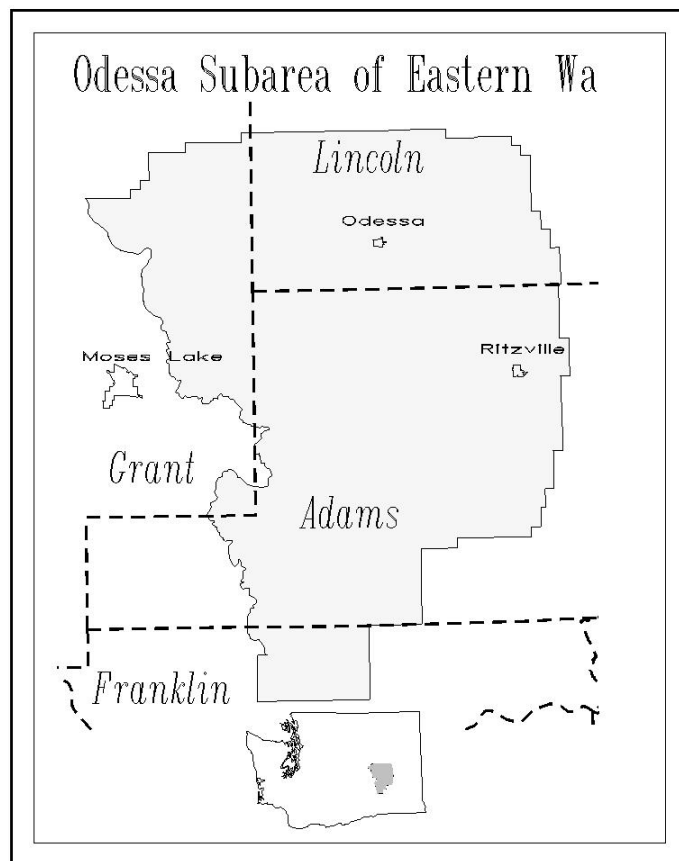 Odessa Subarea of Eastern Wa
Lincoln
Odessa
Ritzville
Moses Lake
Grant
Adams
Franklin